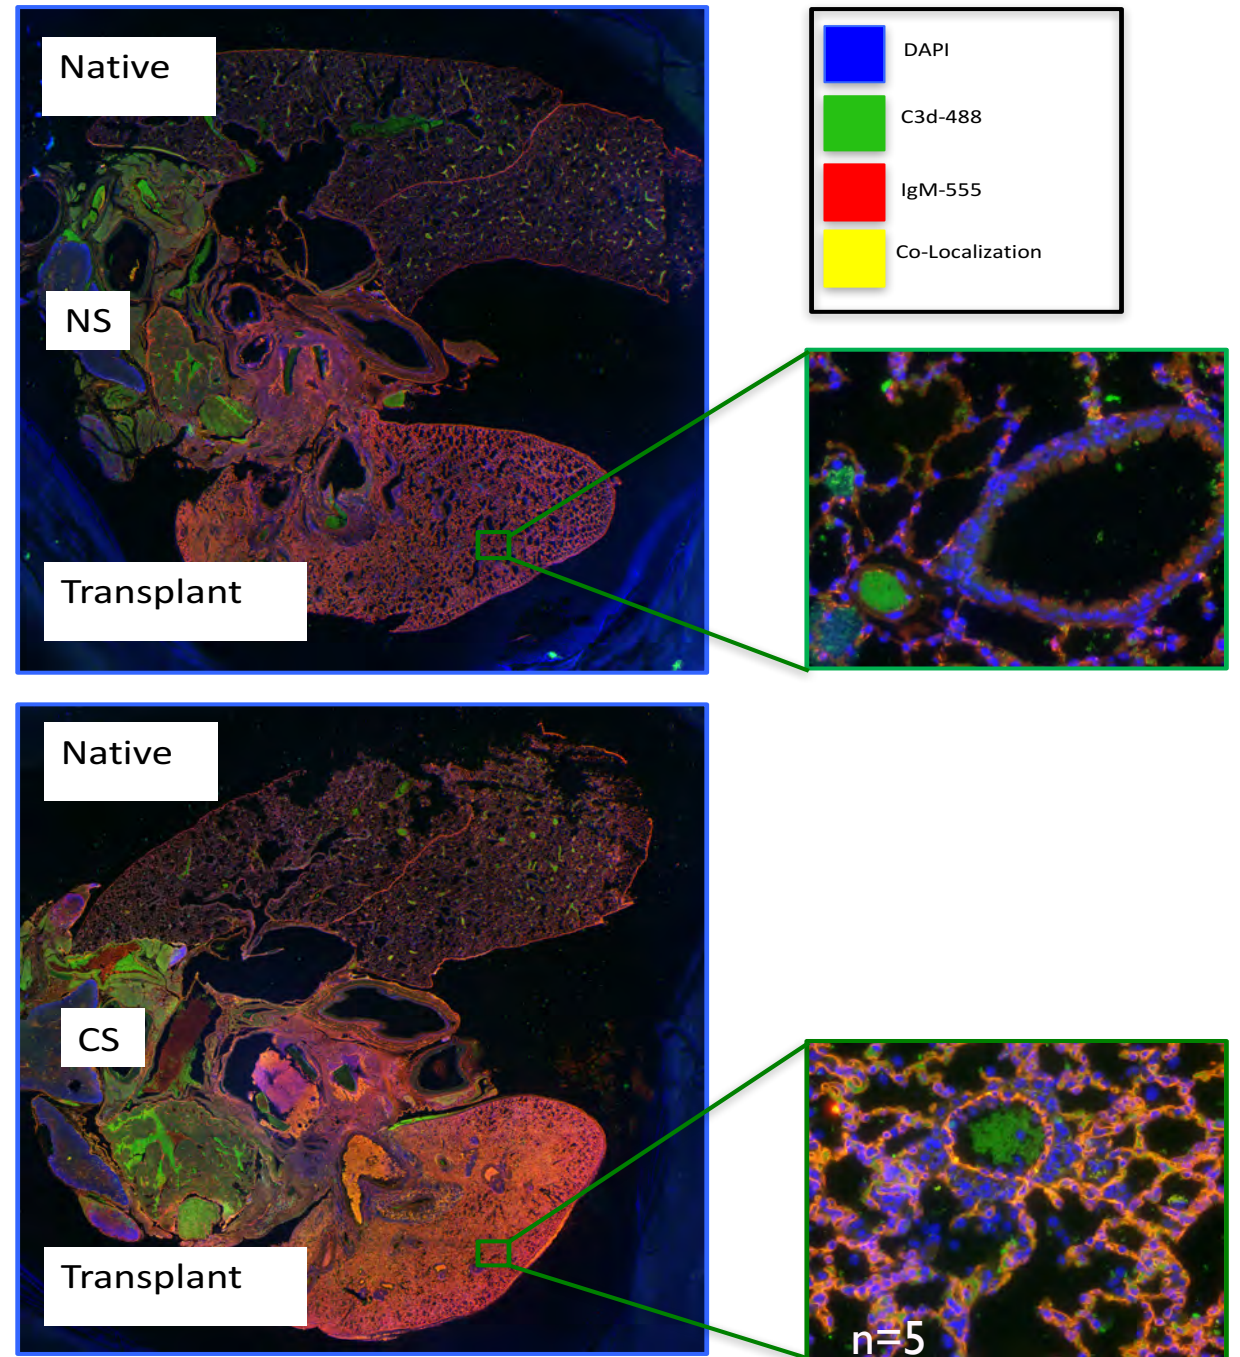 Native
NS
Transplant
DAPI
C3d-488
IgM-555
Co-Localization
Native
CS
Transplant
n=5